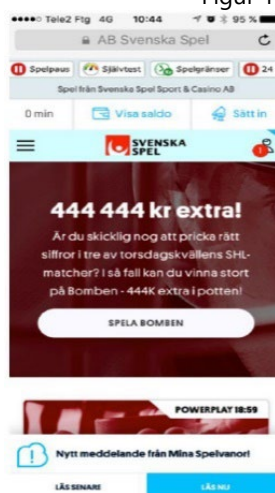 Figur 1
Tele2 Ftg 4G 10:44 95 %
AB Svenska Spel
Spelpaus Självtest Spelgränser 24
Spel från Svenska Spel Sport & Casino AB
0 min Visa saldo Sätt in
SVENSKA
SPEL
1
444 444 kr extra!
Är du skicklig nog att pricka rätt
siffror i tre av torsdagskvällens SHL-
matcher? I så fall kan du vinna stort
på Bomben - 444K extra i potten!
SPELA BOMBEN
POWERPLAY 18:59
Nytt meddelande från Mina Spelvanor!
LÄS SENARE LÄS NU